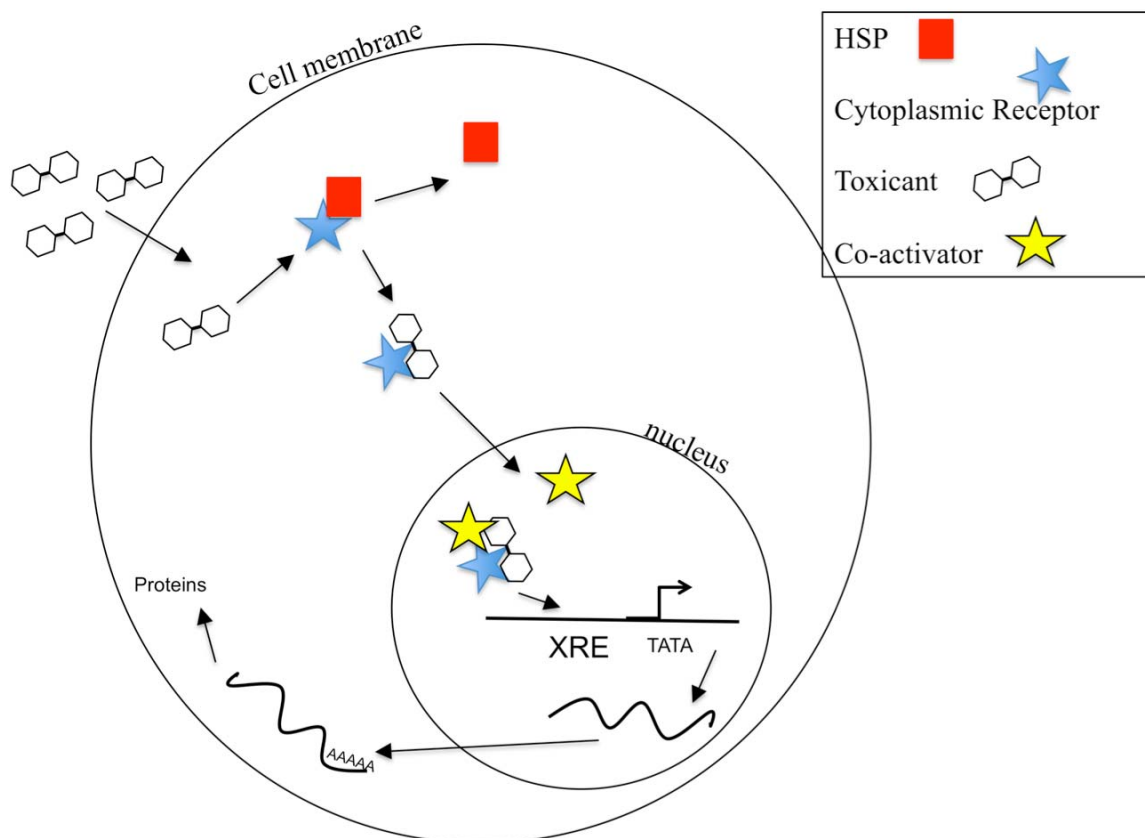 Cell membrane
HSP
Cytoplasmic Receptor
Toxicant
Co-activator
nucleus
Proteins
XRE
TATA
AAAAA